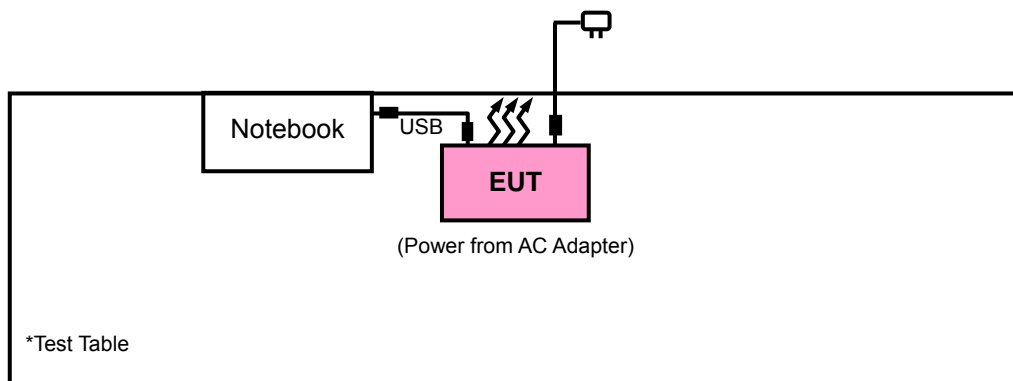 Notebook
USB
EUT
(Power from AC Adapter)
*Test Table